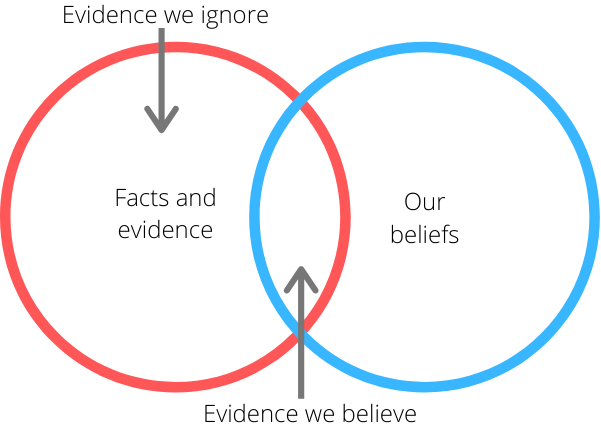 Evidence we ignore
Facts and
evidence
Our
beliefs
Evidence we believe